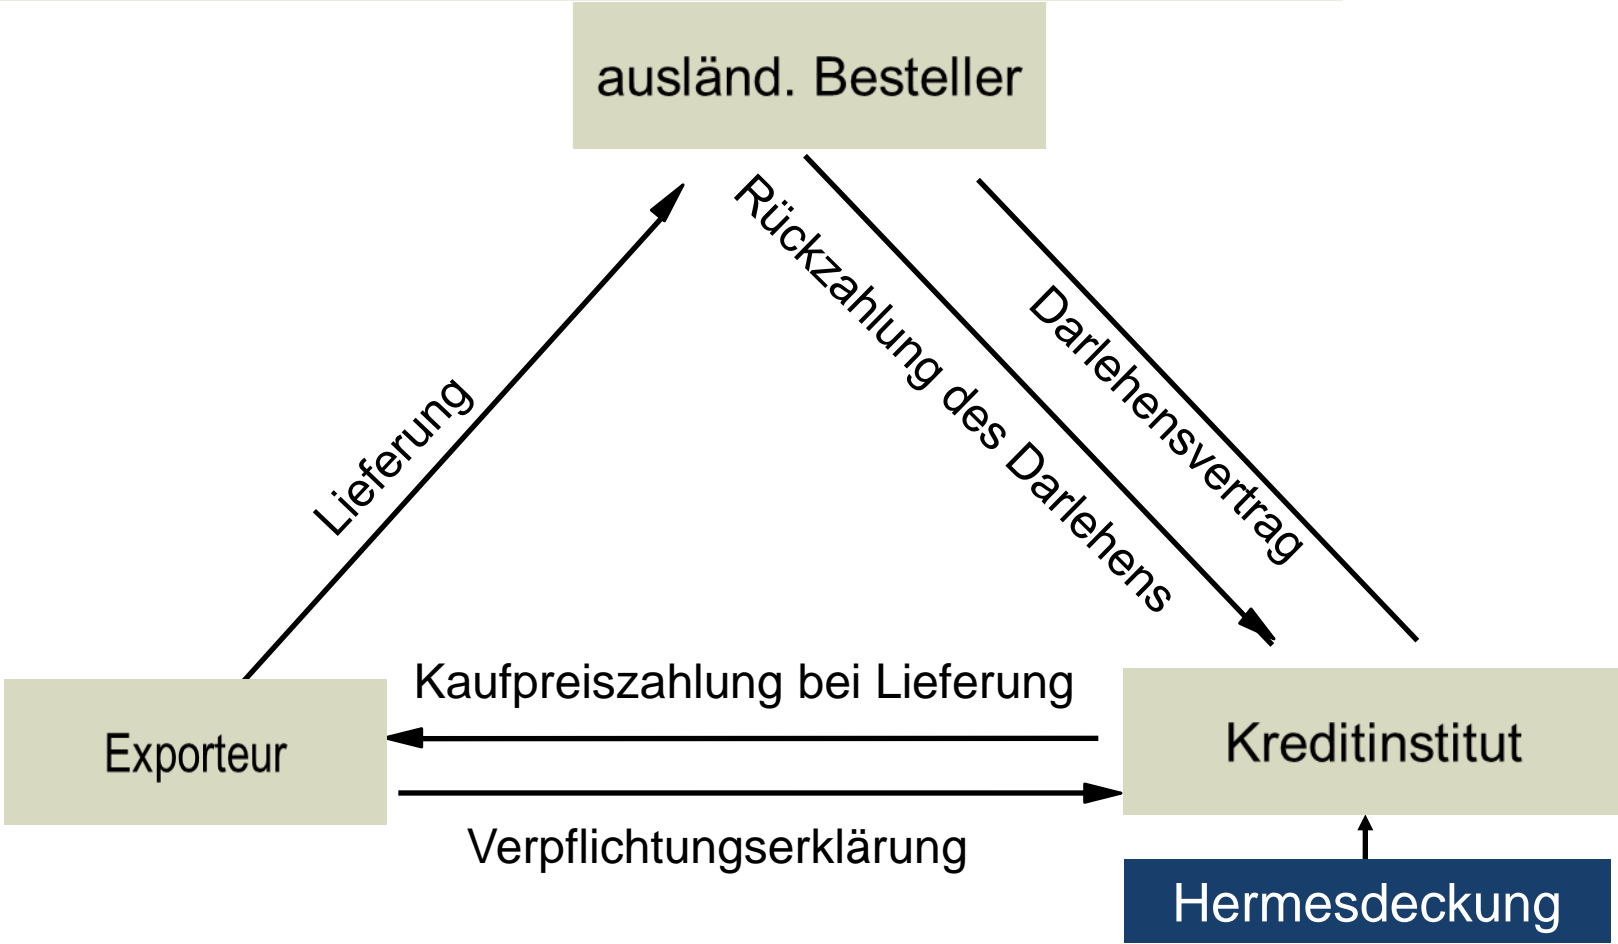 ausländ. Besteller
Rückzahlung des Darlehens
Darlehensvertrag
Lieferung
Kaufpreiszahlung bei Lieferung
Exporteur
Kreditinstitut
Verpflichtungserklärung
Hermesdeckung